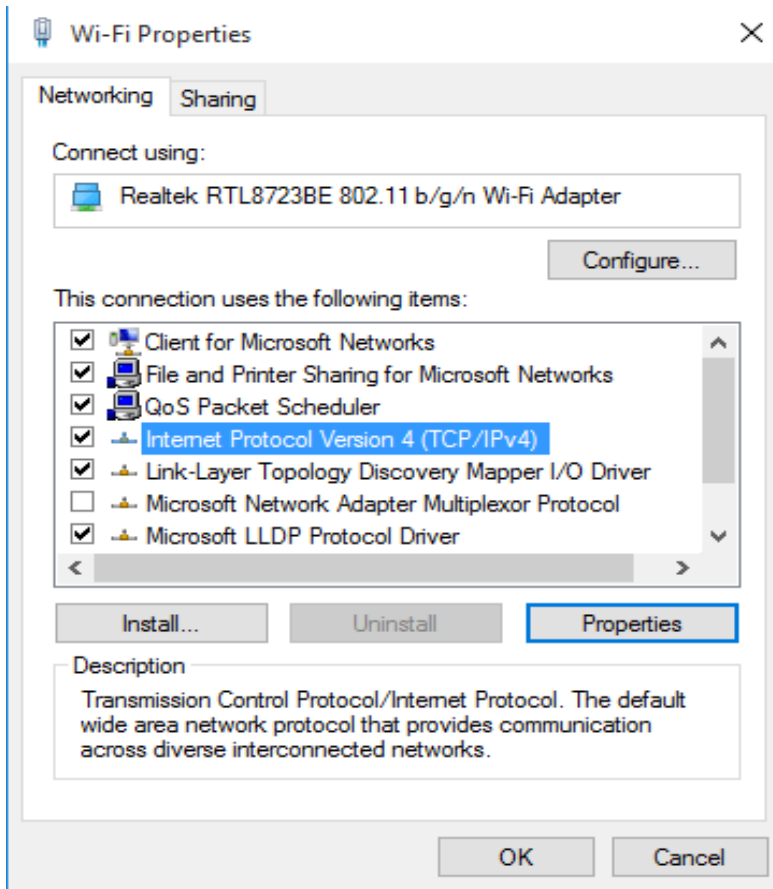 Wi-Fi Properties
Networking
Sharing
Connect using:
Realtek RTL8723BE 802.11 b/g/n Wi-Fi Adapter
Configure...
This connection uses the following items:
Client for Microsoft Networks
File and Printer Sharing for Microsoft Networks
QoS Packet Scheduler
Internet Protocol Version 4 (TCP/IPv4)
Link-Layer Topology Discovery Mapper I/O Driver
Microsoft Network Adapter Multiplexor Protocol
Microsoft LLDP Protocol Driver
Install...
Uninstall
Properties
Description
Transmission Control Protocol/Internet Protocol. The default
wide area network protocol that provides communication
across diverse interconnected networks.
OK
Cancel